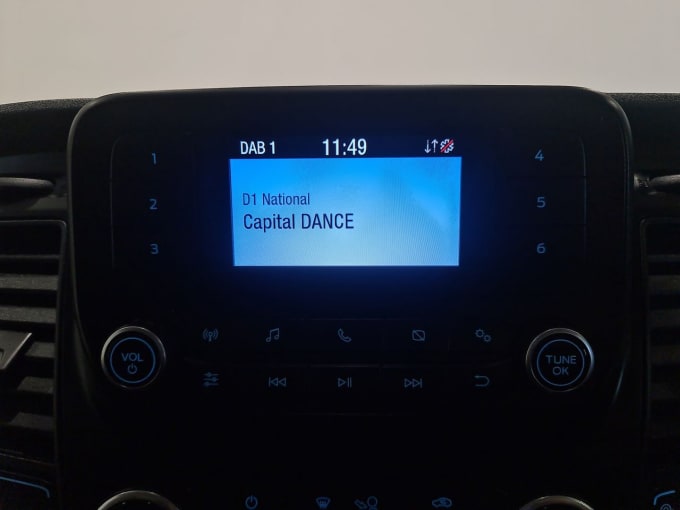 DAB 1 11:49
1 4
D1 National
2 5
Capital DANCE
3 6
VOL
TUNE
OK